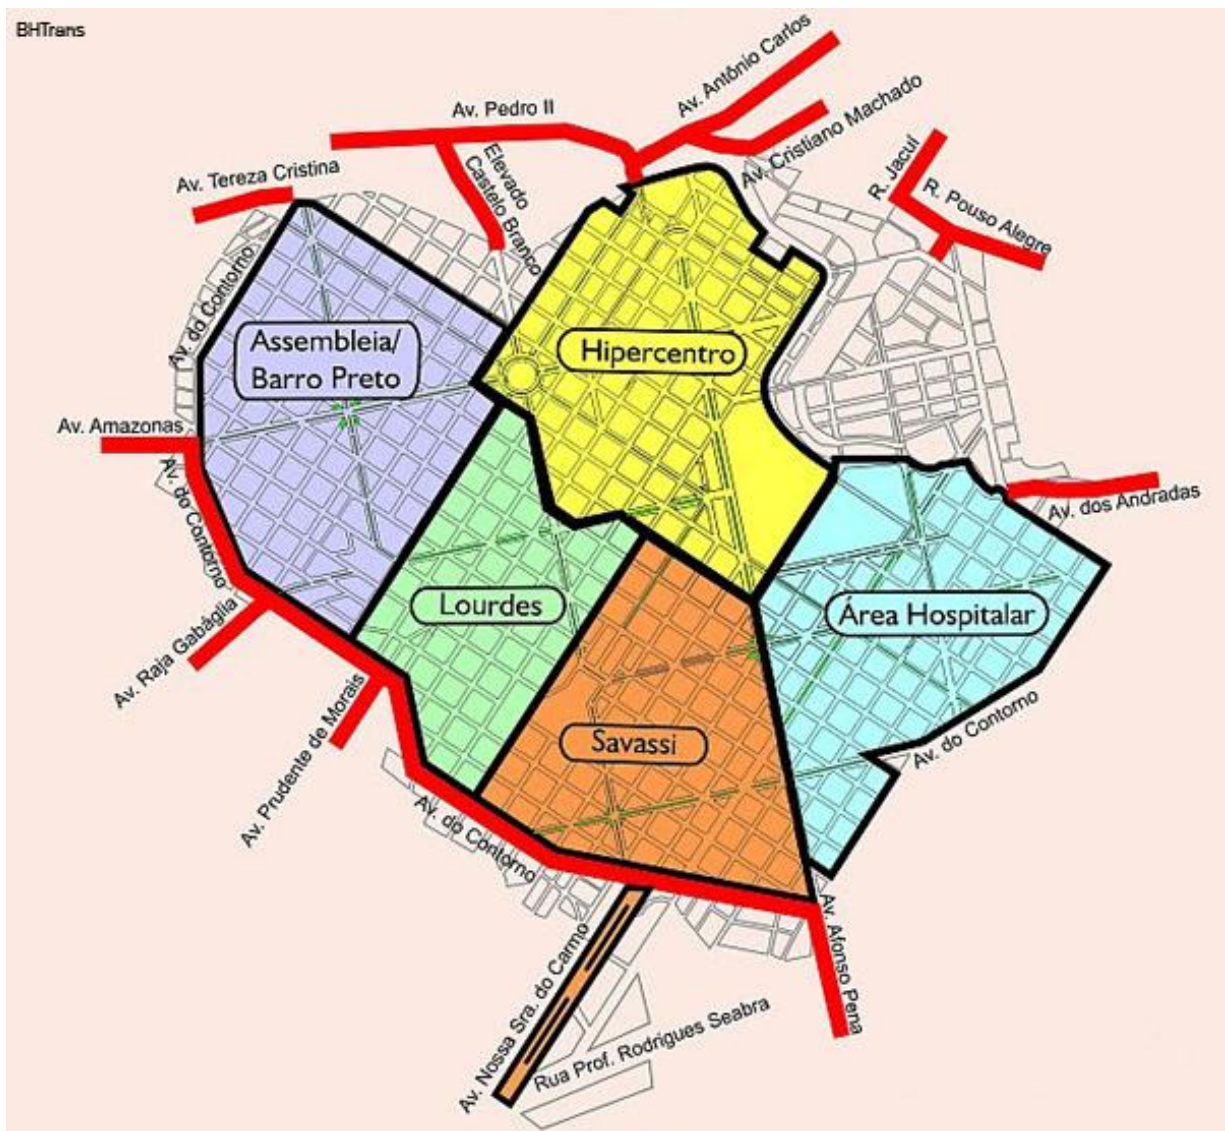 BHTrans
Av. Antônio Carlos
Av. Pedro II
Av. Cristiano Machado
Elevado
Castelo Branco
Av. Tereza Cristina
R. Jacuí
R. Pouso Alegre
Av. do Contorno
Assembleia/
Barro Preto
Hipercentro
Av. Amazonas
Av. do Contorno
Av. dos Andradas
Lourdes
Área Hospitalar
Av. Raja Gabáglia
Av. Prudente de Morais
Savassi
Av. do Contorno
Av. do Contorno
Av. Afonso Pena
Av. Nossa Sra. do Carmo
Rua Prof. Rodrigues Seabra